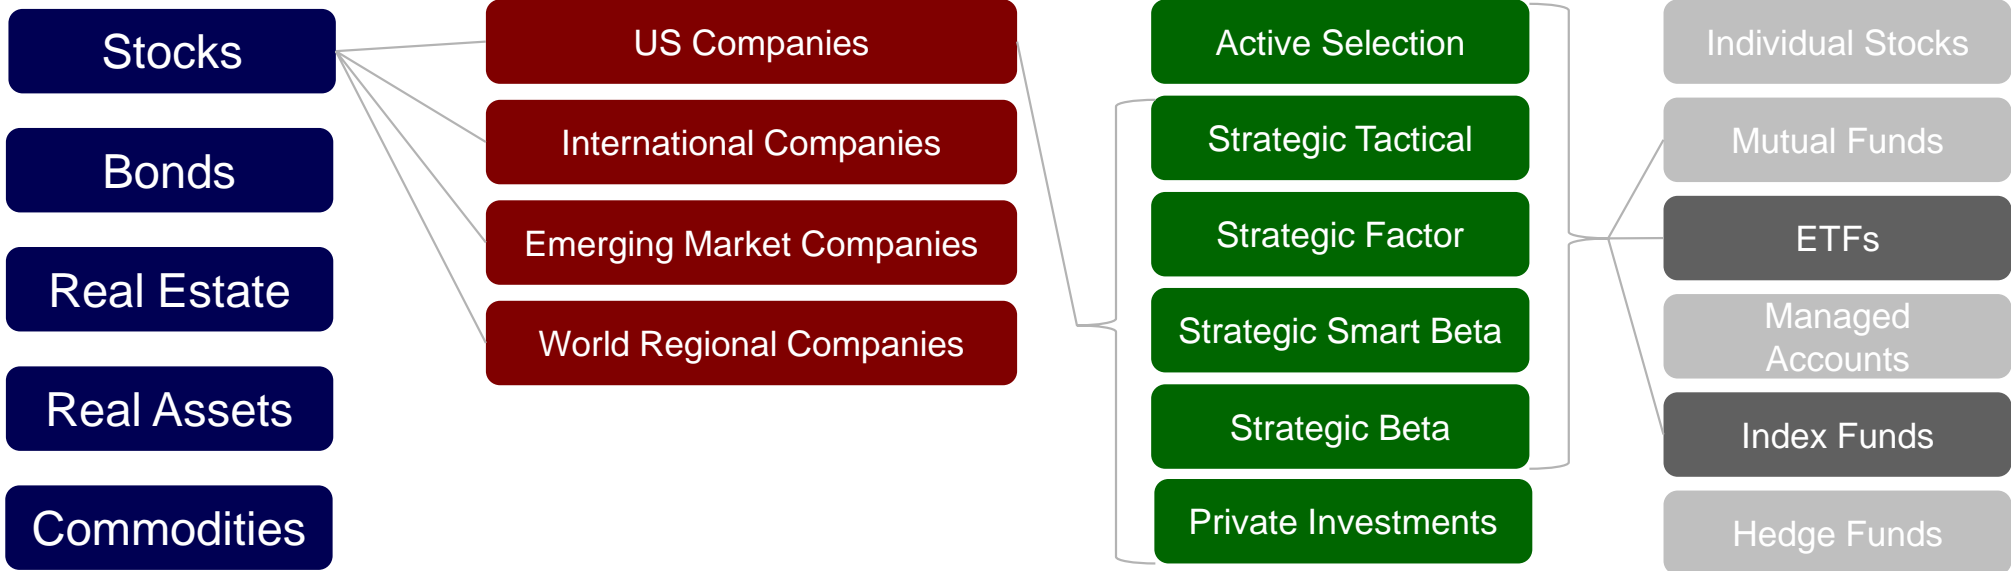 Stocks
Bonds
Real Estate
Real Assets
Commodities
US Companies
International Companies
Emerging Market Companies
World Regional Companies
Active Selection
Strategic Tactical
Strategic Factor
Strategic Smart Beta
Strategic Beta
Private Investments
Individual Stocks
Mutual Funds
ETFs
Managed
Accounts
Index Funds
Hedge Funds